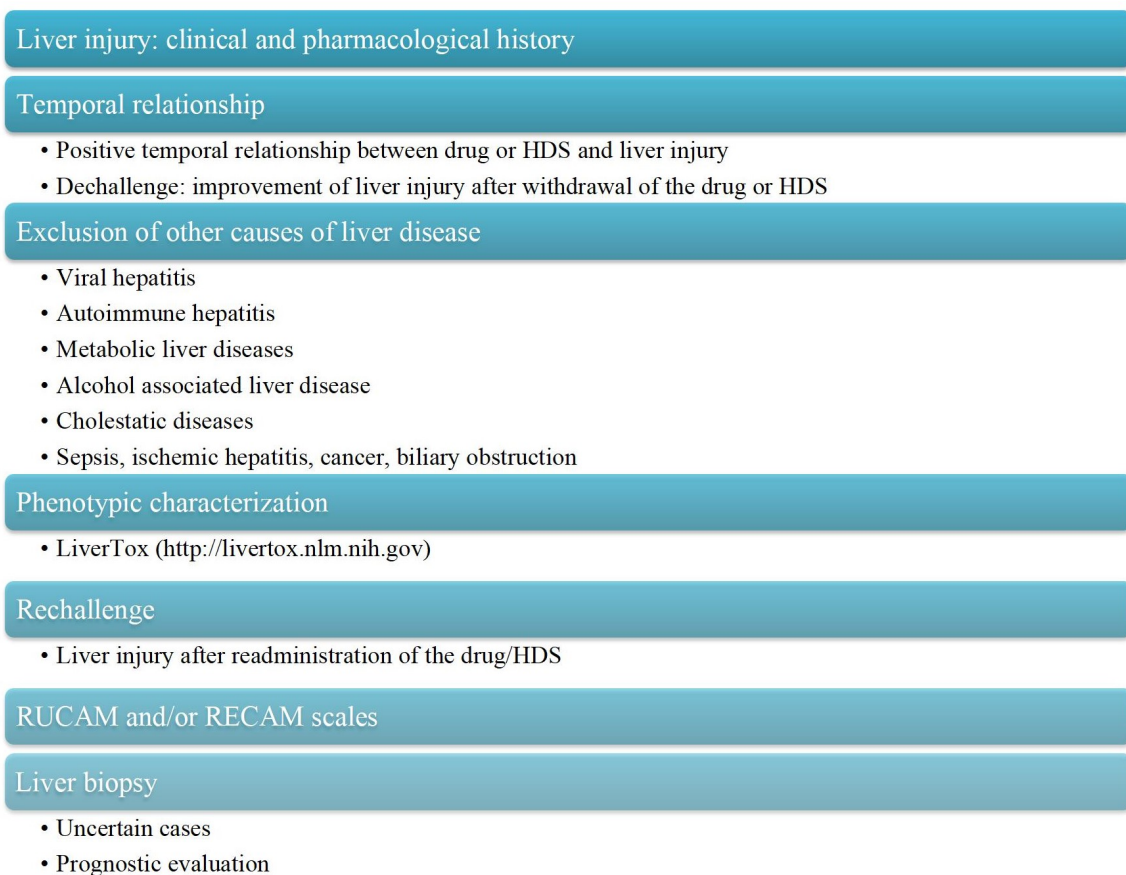 Liver injury: clinical and pharmacological history
Temporal relationship
• Positive temporal relationship between drug or HDS and liver injury
• Dechallenge: improvement of liver injury after withdrawal of the drug or HDS
Exclusion of other causes of liver disease
• Viral hepatitis
• Autoimmune hepatitis
• Metabolic liver diseases
• Alcohol associated liver disease
• Cholestatic diseases
• Sepsis, ischemic hepatitis, cancer, biliary obstruction
Phenotypic characterization
• LiverTox (http://livertox.nlm.nih.gov)
Rechallenge
• Liver injury after readministration of the drug/HDS
RUCAM and/or RECAM scales
Liver biopsy
• Uncertain cases
• Prognostic evaluation